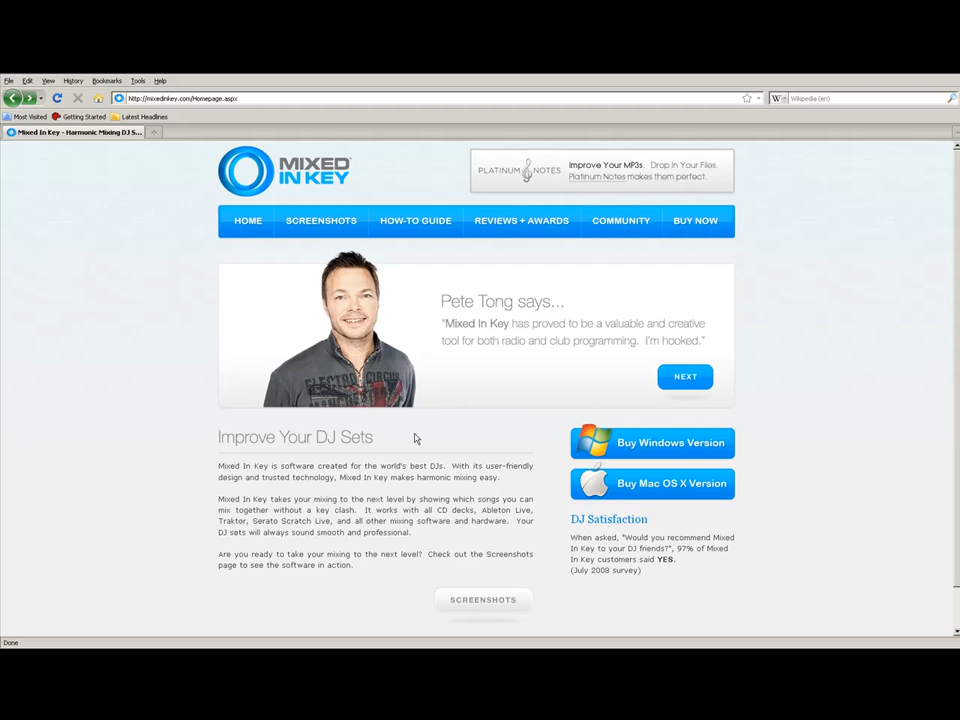 File Edit View History Bookmarks Tools Help
http://mixedinkey.com/Homepage.aspx
W Wikipedia (en)
Most Visited Getting Started Latest Headlines
Mixed In Key - Harmonic Mixing DJ S...
MIXED
IN KEY
PLATINUM NOTES
Improve Your MP3s. Drop In Your Files.
Platinum Notes makes them perfect.
HOME SCREENSHOTS HOW-TO GUIDE REVIEWS + AWARDS COMMUNITY BUY NOW
Pete Tong says...
“Mixed In Key has proved to be a valuable and creative
tool for both radio and club programming. I'm hooked.”
NEXT
ELECTRO CIRCUS
MANCHESTER
Improve Your DJ Sets
Mixed In Key is software created for the world's best DJs. With its user-friendly
design and trusted technology, Mixed In Key makes harmonic mixing easy.
Mixed In Key takes your mixing to the next level by showing which songs you can
mix together without a key clash. It works with all CD decks, Ableton Live,
Traktor, Serato Scratch Live, and all other mixing software and hardware. Your
DJ sets will always sound smooth and professional.
Are you ready to take your mixing to the next level? Check out the Screenshots
page to see the software in action.
SCREENSHOTS
Buy Windows Version
Buy Mac OS X Version
DJ Satisfaction
When asked, "Would you recommend Mixed
In Key to your DJ friends?", 97% of Mixed
In Key customers said YES.
(July 2008 survey)
Done